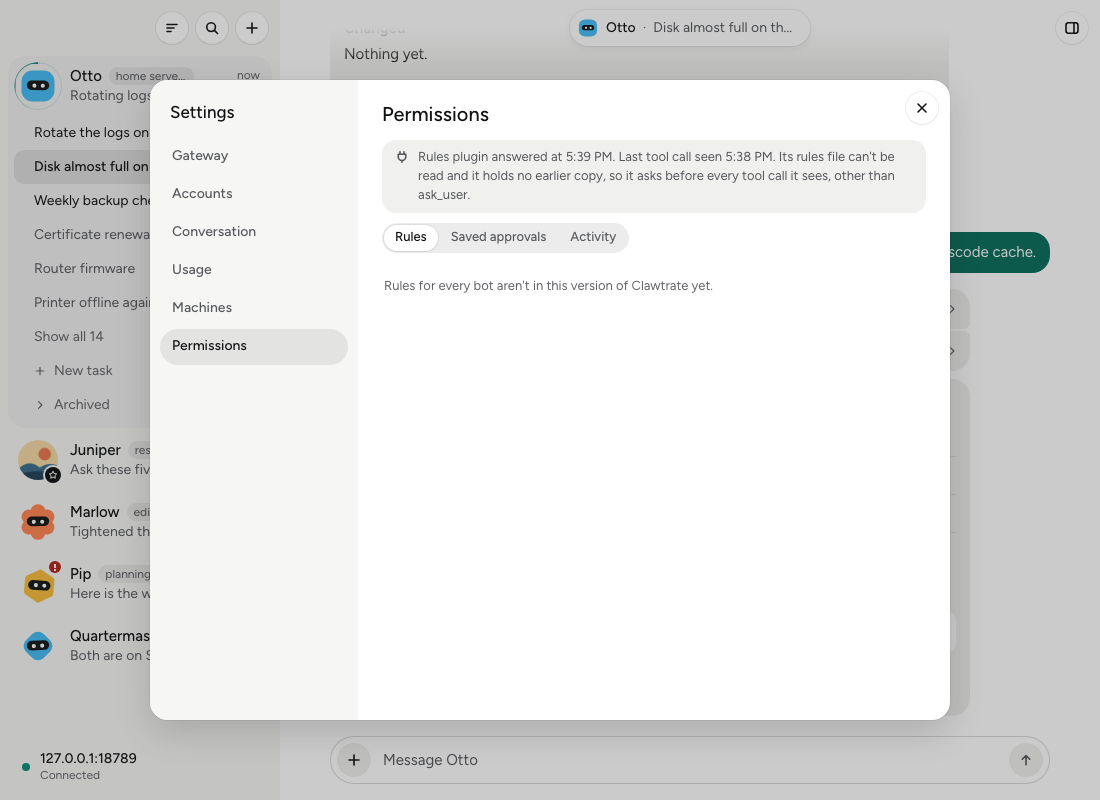 Otto · Disk almost full on th...
Nothing yet.
Otto home serve... now
Rotating logs
Rotate the logs on
Disk almost full on
Weekly backup che
Certificate renewa
Router firmware
Printer offline again
Show all 14
New task
Archived
Juniper res
Ask these fiv
Marlow edi
Tightened th
Pip planning
Here is the w
Quartermas
Both are on S
127.0.0.1:18789
Connected
Settings
Gateway
Accounts
Conversation
Usage
Machines
Permissions
Permissions
Rules plugin answered at 5:39 PM. Last tool call seen 5:38 PM. Its rules file can't be
read and it holds no earlier copy, so it asks before every tool call it sees, other than
ask_user.
Rules Saved approvals Activity
Rules for every bot aren't in this version of Clawtrate yet.
scode cache.
Message Otto